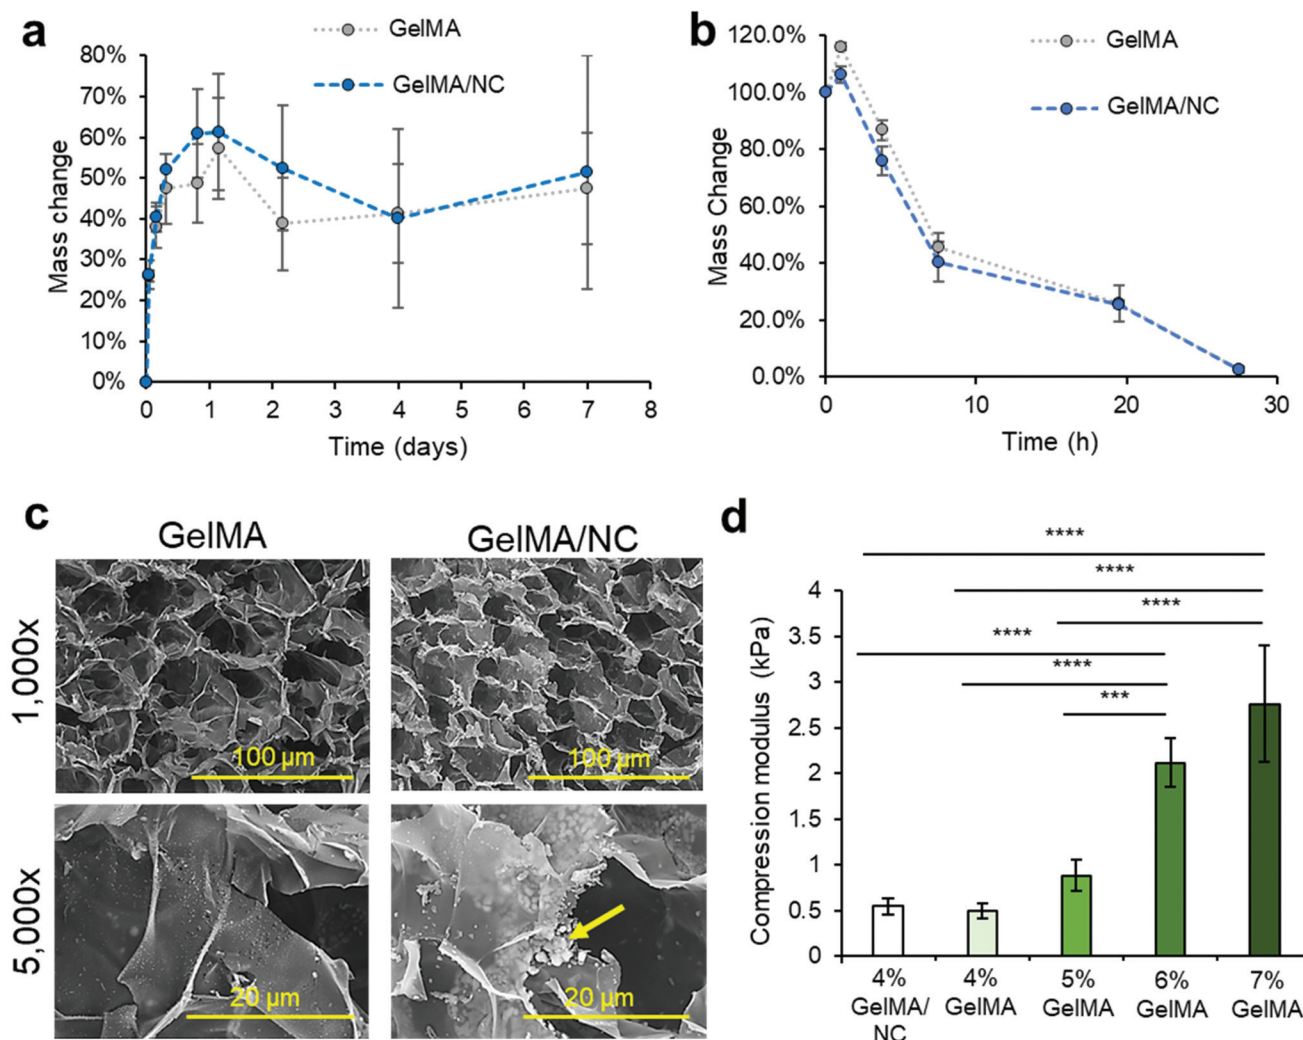 a
GelMA
GelMA/NC
80%
70%
60%
50%
40%
30%
20%
10%
0%
Mass change
0 1 2 3 4 5 6 7 8
Time (days)
b
GelMA
GelMA/NC
120.0%
100.0%
80.0%
60.0%
40.0%
20.0%
0.0%
Mass Change
0 10 20 30
Time (h)
c
GelMA GelMA/NC
1,000x
100 µm 100 µm
5,000x
20 µm 20 µm
d
****
****
****
****
****
***
4
3.5
3
2.5
2
1.5
1
0.5
0
Compression modulus (kPa)
4% 4% 5% 6% 7%
GelMA/ GelMA GelMA GelMA GelMA
NC